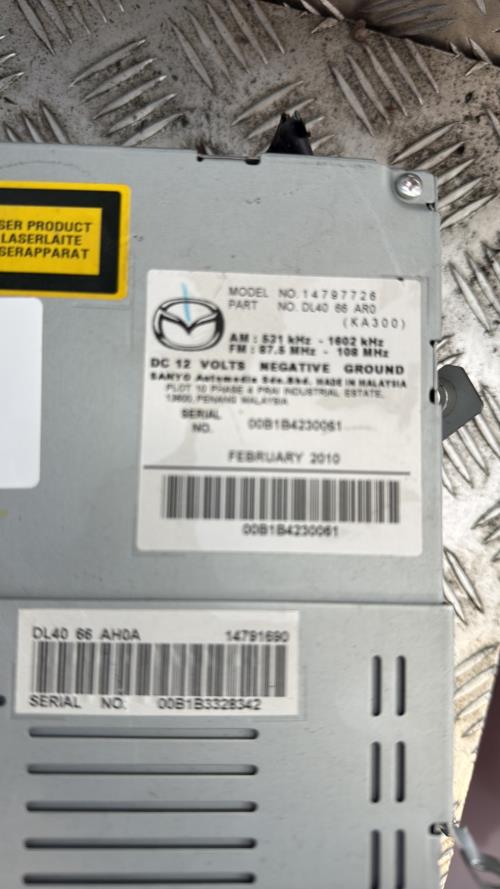 SER PRODUCT
LASERLAITE
SERAPPARAT
MODEL NO. 14797726
PART NO. DL40 66 AR0
(KA300)
AM : 531 kHz - 1602 kHz
FM : 87.5 MHz - 108 MHz
DC 12 VOLTS NEGATIVE GROUND
SANYO Automedia Sdn.Bhd. MADE IN MALAYSIA
PLOT 10 PHASE 4 PRAI INDUSTRIAL ESTATE,
13600, PENANG MALAYSIA
SERIAL NO. 00B1B4230061
FEBRUARY 2010
00B1B4230061
DL40 66 AH0A 14791690
SERIAL NO. 00B1B3328342